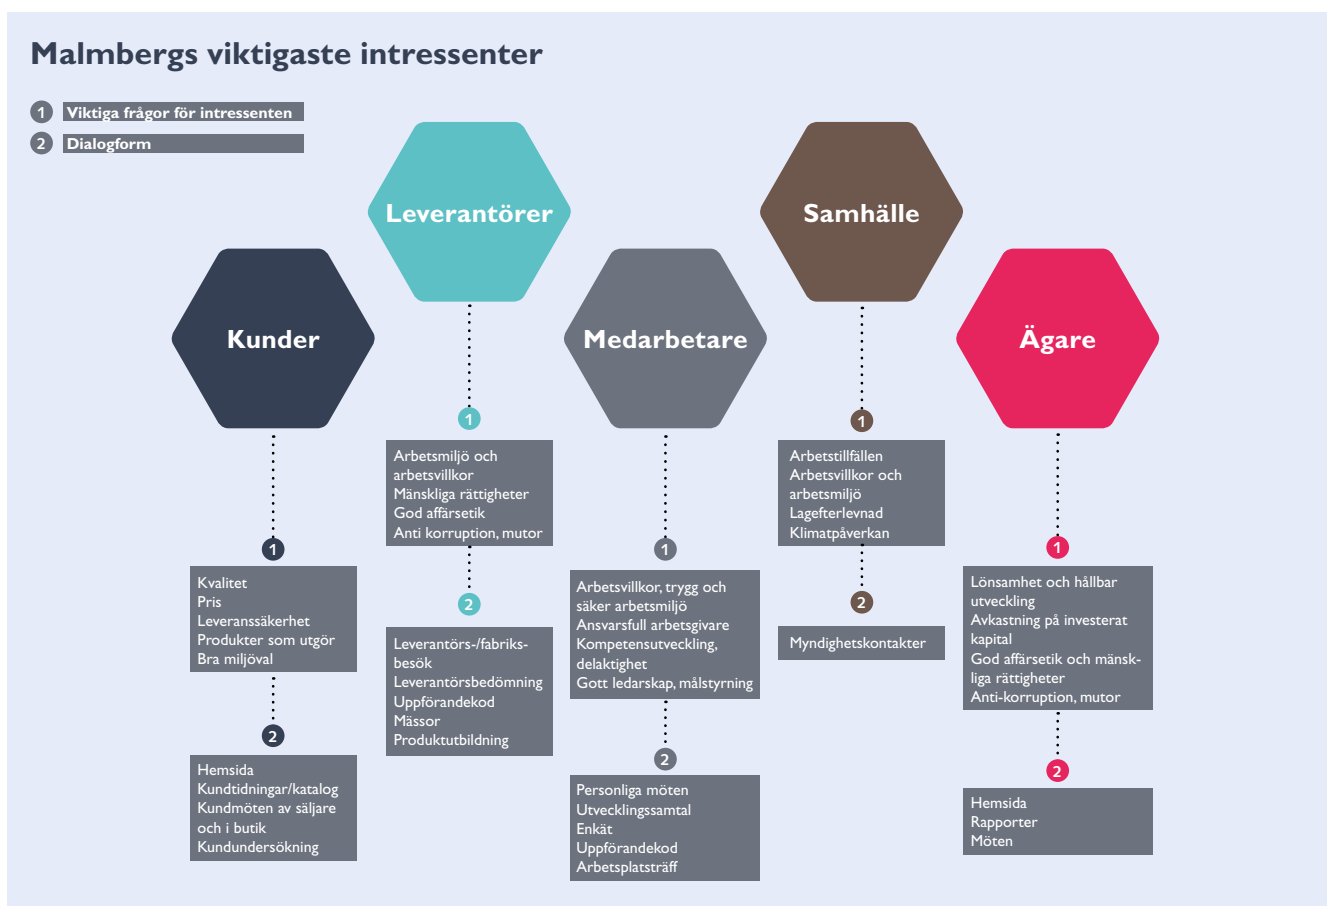 Malmbergs viktigaste intressenter
1 Viktiga frågor för intressenten
2 Dialogform
Kunder
1
Kvalitet
Pris
Leveranssäkerhet
Produkter som utgör
Bra miljöval
2
Hemsida
Kundtidningar/katalog
Kundmöten av säljare
och i butik
Kundundersökning
Leverantörer
1
Arbetsmiljö och
arbetsvillkor
Mänskliga rättigheter
God affärsetik
Anti korruption, mutor
2
Leverantörs-/fabriks-
besök
Leverantörsbedömning
Uppförandekod
Mässor
Produktutbildning
Medarbetare
1
Arbetsvillkor, trygg och
säker arbetsmiljö
Ansvarsfull arbetsgivare
Kompetensutveckling,
delaktighet
Gott ledarskap, målstyrning
2
Personliga möten
Utvecklingssamtal
Enkät
Uppförandekod
Arbetsplatsträff
Samhälle
1
Arbetstillfällen
Arbetsvillkor och
arbetsmiljö
Lagefterlevnad
Klimatpåverkan
2
Myndighetskontakter
Ägare
1
Lönsamhet och hållbar
utveckling
Avkastning på investerat
kapital
God affärsetik och mänsk-
liga rättigheter
Anti-korruption, mutor
2
Hemsida
Rapporter
Möten